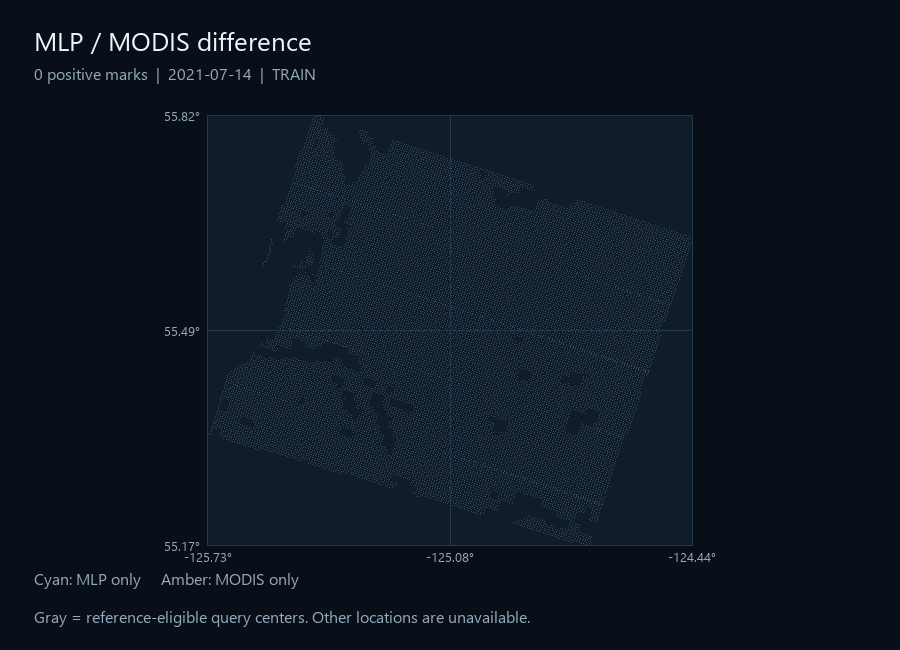 MLP / MODIS difference
0 positive marks | 2021-07-14 | TRAIN
55.82°
55.49°
55.17°
-125.73° -125.08° -124.44°
Cyan: MLP only Amber: MODIS only
Gray = reference-eligible query centers. Other locations are unavailable.